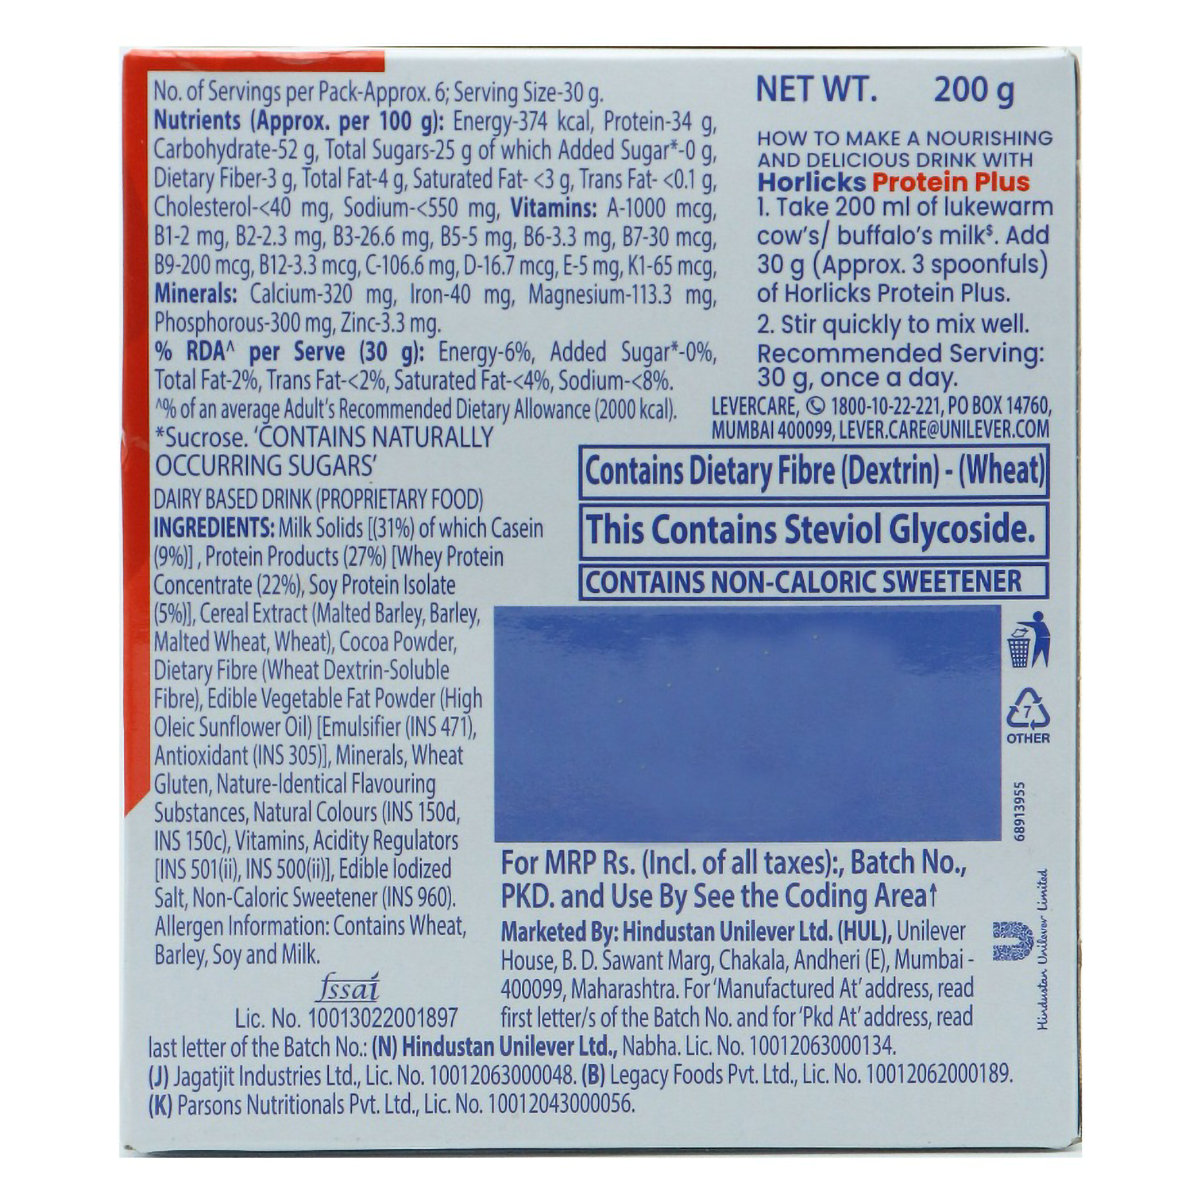 No. of Servings per Pack-Approx. 6; Serving Size-30 g.
Nutrients (Approx. per 100 g): Energy-374 kcal, Protein-34 g,
Carbohydrate-52 g, Total Sugars-25 g of which Added Sugar*-0 g,
Dietary Fiber-3 g, Total Fat-4 g, Saturated Fat- <3 g, Trans Fat- <0.1 g,
Cholesterol-<40 mg, Sodium-<550 mg, Vitamins: A-1000 mcg,
B1-2 mg, B2-2.3 mg, B3-26.6 mg, B5-5 mg, B6-3.3 mg, B7-30 mcg,
B9-200 mcg, B12-3.3 mcg, C-106.6 mg, D-16.7 mcg, E-5 mg, K1-65 mcg,
Minerals: Calcium-320 mg, Iron-40 mg, Magnesium-113.3 mg,
Phosphorous-300 mg, Zinc-3.3 mg.
% RDA^ per Serve (30 g): Energy-6%, Added Sugar*-0%,
Total Fat-2%, Trans Fat-<2%, Saturated Fat-<4%, Sodium-<8%.
^% of an average Adult's Recommended Dietary Allowance (2000 kcal).
*Sucrose. 'CONTAINS NATURALLY
OCCURRING SUGARS'
DAIRY BASED DRINK (PROPRIETARY FOOD)
INGREDIENTS: Milk Solids [(31%) of which Casein
(9%)] , Protein Products (27%) [Whey Protein
Concentrate (22%), Soy Protein Isolate
(5%)], Cereal Extract (Malted Barley, Barley,
Malted Wheat, Wheat), Cocoa Powder,
Dietary Fibre (Wheat Dextrin-Soluble
Fibre), Edible Vegetable Fat Powder (High
Oleic Sunflower Oil) [Emulsifier (INS 471),
Antioxidant (INS 305)], Minerals, Wheat
Gluten, Nature-Identical Flavouring
Substances, Natural Colours (INS 150d,
INS 150c), Vitamins, Acidity Regulators
[INS 501(ii), INS 500(ii)], Edible Iodized
Salt, Non-Caloric Sweetener (INS 960).
Allergen Information: Contains Wheat,
Barley, Soy and Milk.
fssai
Lic. No. 10013022001897
NET WT. 200 g
HOW TO MAKE A NOURISHING
AND DELICIOUS DRINK WITH
Horlicks Protein Plus
1. Take 200 ml of lukewarm
cow's/ buffalo's milk$. Add
30 g (Approx. 3 spoonfuls)
of Horlicks Protein Plus.
2. Stir quickly to mix well.
Recommended Serving:
30 g, once a day.
LEVERCARE, 1800-10-22-221, PO BOX 14760,
MUMBAI 400099, LEVER.CARE@UNILEVER.COM
Contains Dietary Fibre (Dextrin) - (Wheat)
This Contains Steviol Glycoside.
CONTAINS NON-CALORIC SWEETENER
7
OTHER
68913955
For MRP Rs. (Incl. of all taxes):, Batch No.,
PKD. and Use By See the Coding Area↑
Marketed By: Hindustan Unilever Ltd. (HUL), Unilever
House, B. D. Sawant Marg, Chakala, Andheri (E), Mumbai -
400099, Maharashtra. For 'Manufactured At' address, read
first letter/s of the Batch No. and for 'Pkd At' address, read
last letter of the Batch No.: (N) Hindustan Unilever Ltd., Nabha. Lic. No. 10012063000134.
(J) Jagatjit Industries Ltd., Lic. No. 10012063000048. (B) Legacy Foods Pvt. Ltd., Lic. No. 10012062000189.
(K) Parsons Nutritionals Pvt. Ltd., Lic. No. 10012043000056.
Hindustan Unilever Limited